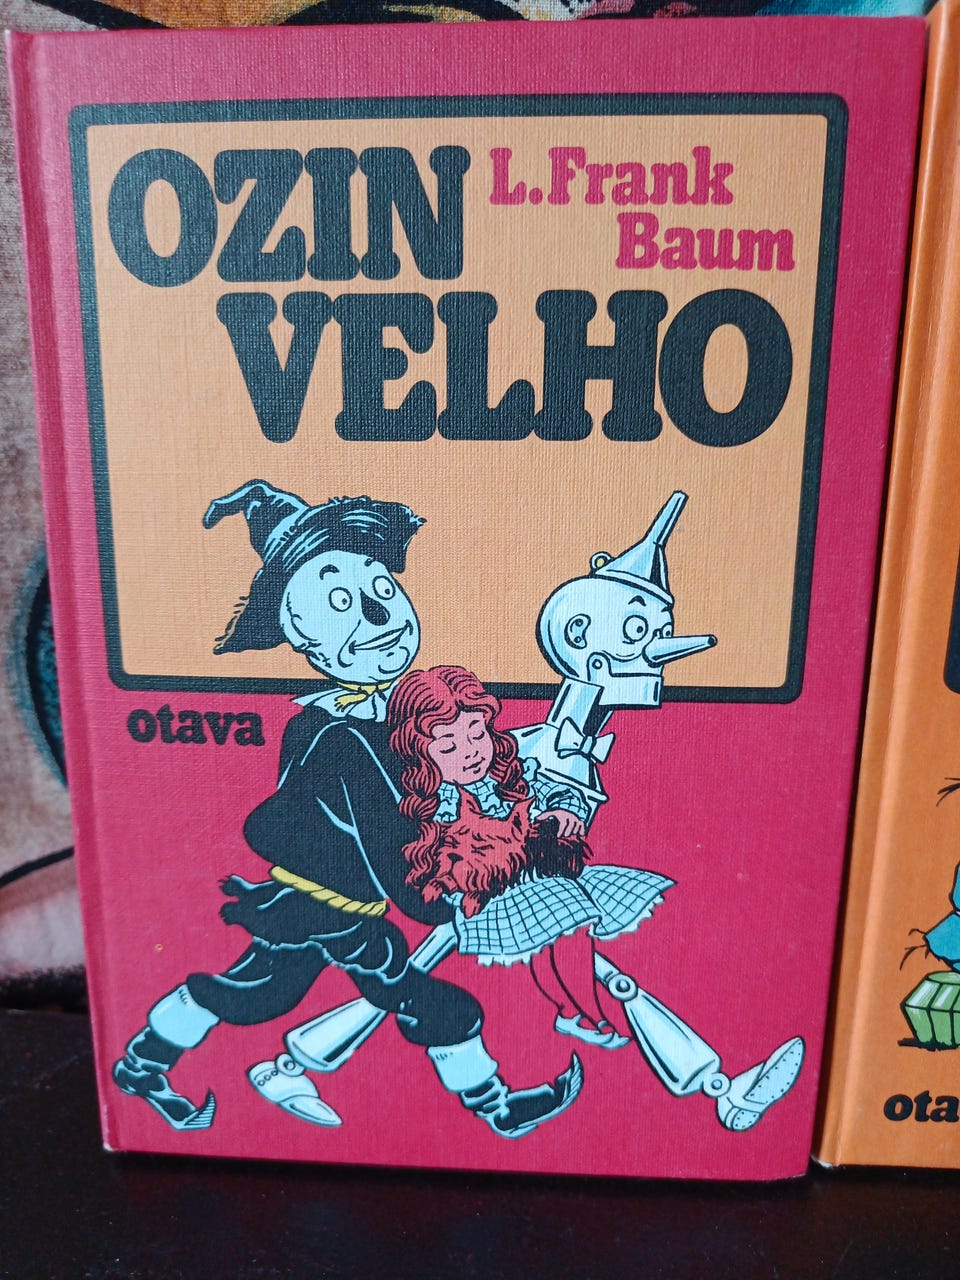 OZIN
L. Frank
Baum
VELHO
otava
ota